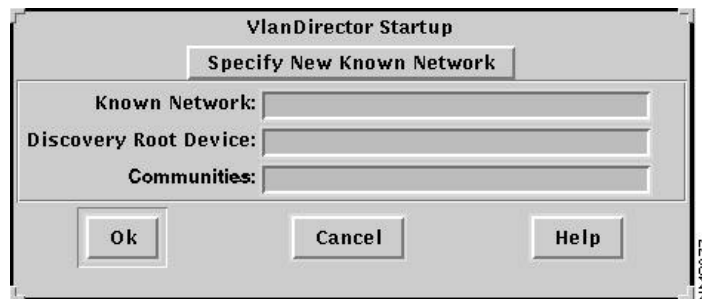 VlanDirector Startup
Specify New Known Network
Known Network:
Discovery Root Device:
Communities:
Ok Cancel Help